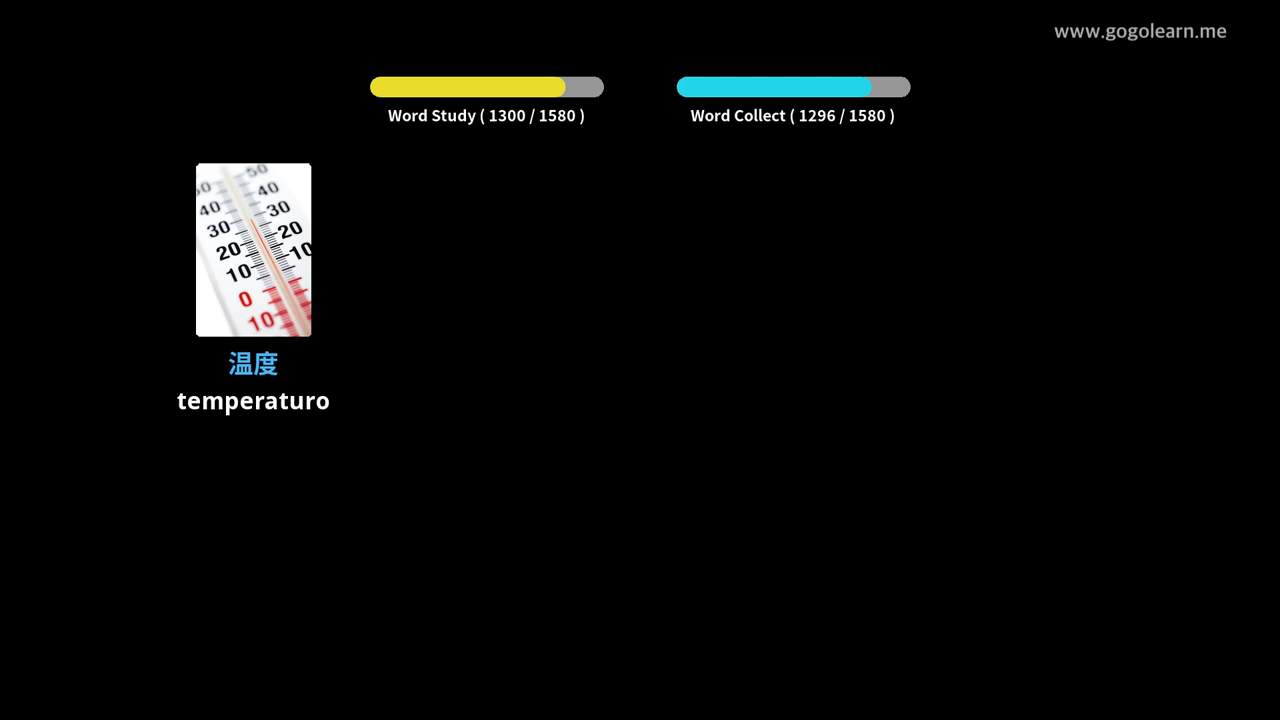 www.gogolearn.me
Word Study ( 1300 / 1580 )
Word Collect ( 1296 / 1580 )
50
50 40
40 30
30 20
20 10
10
0
10
温度
temperaturo